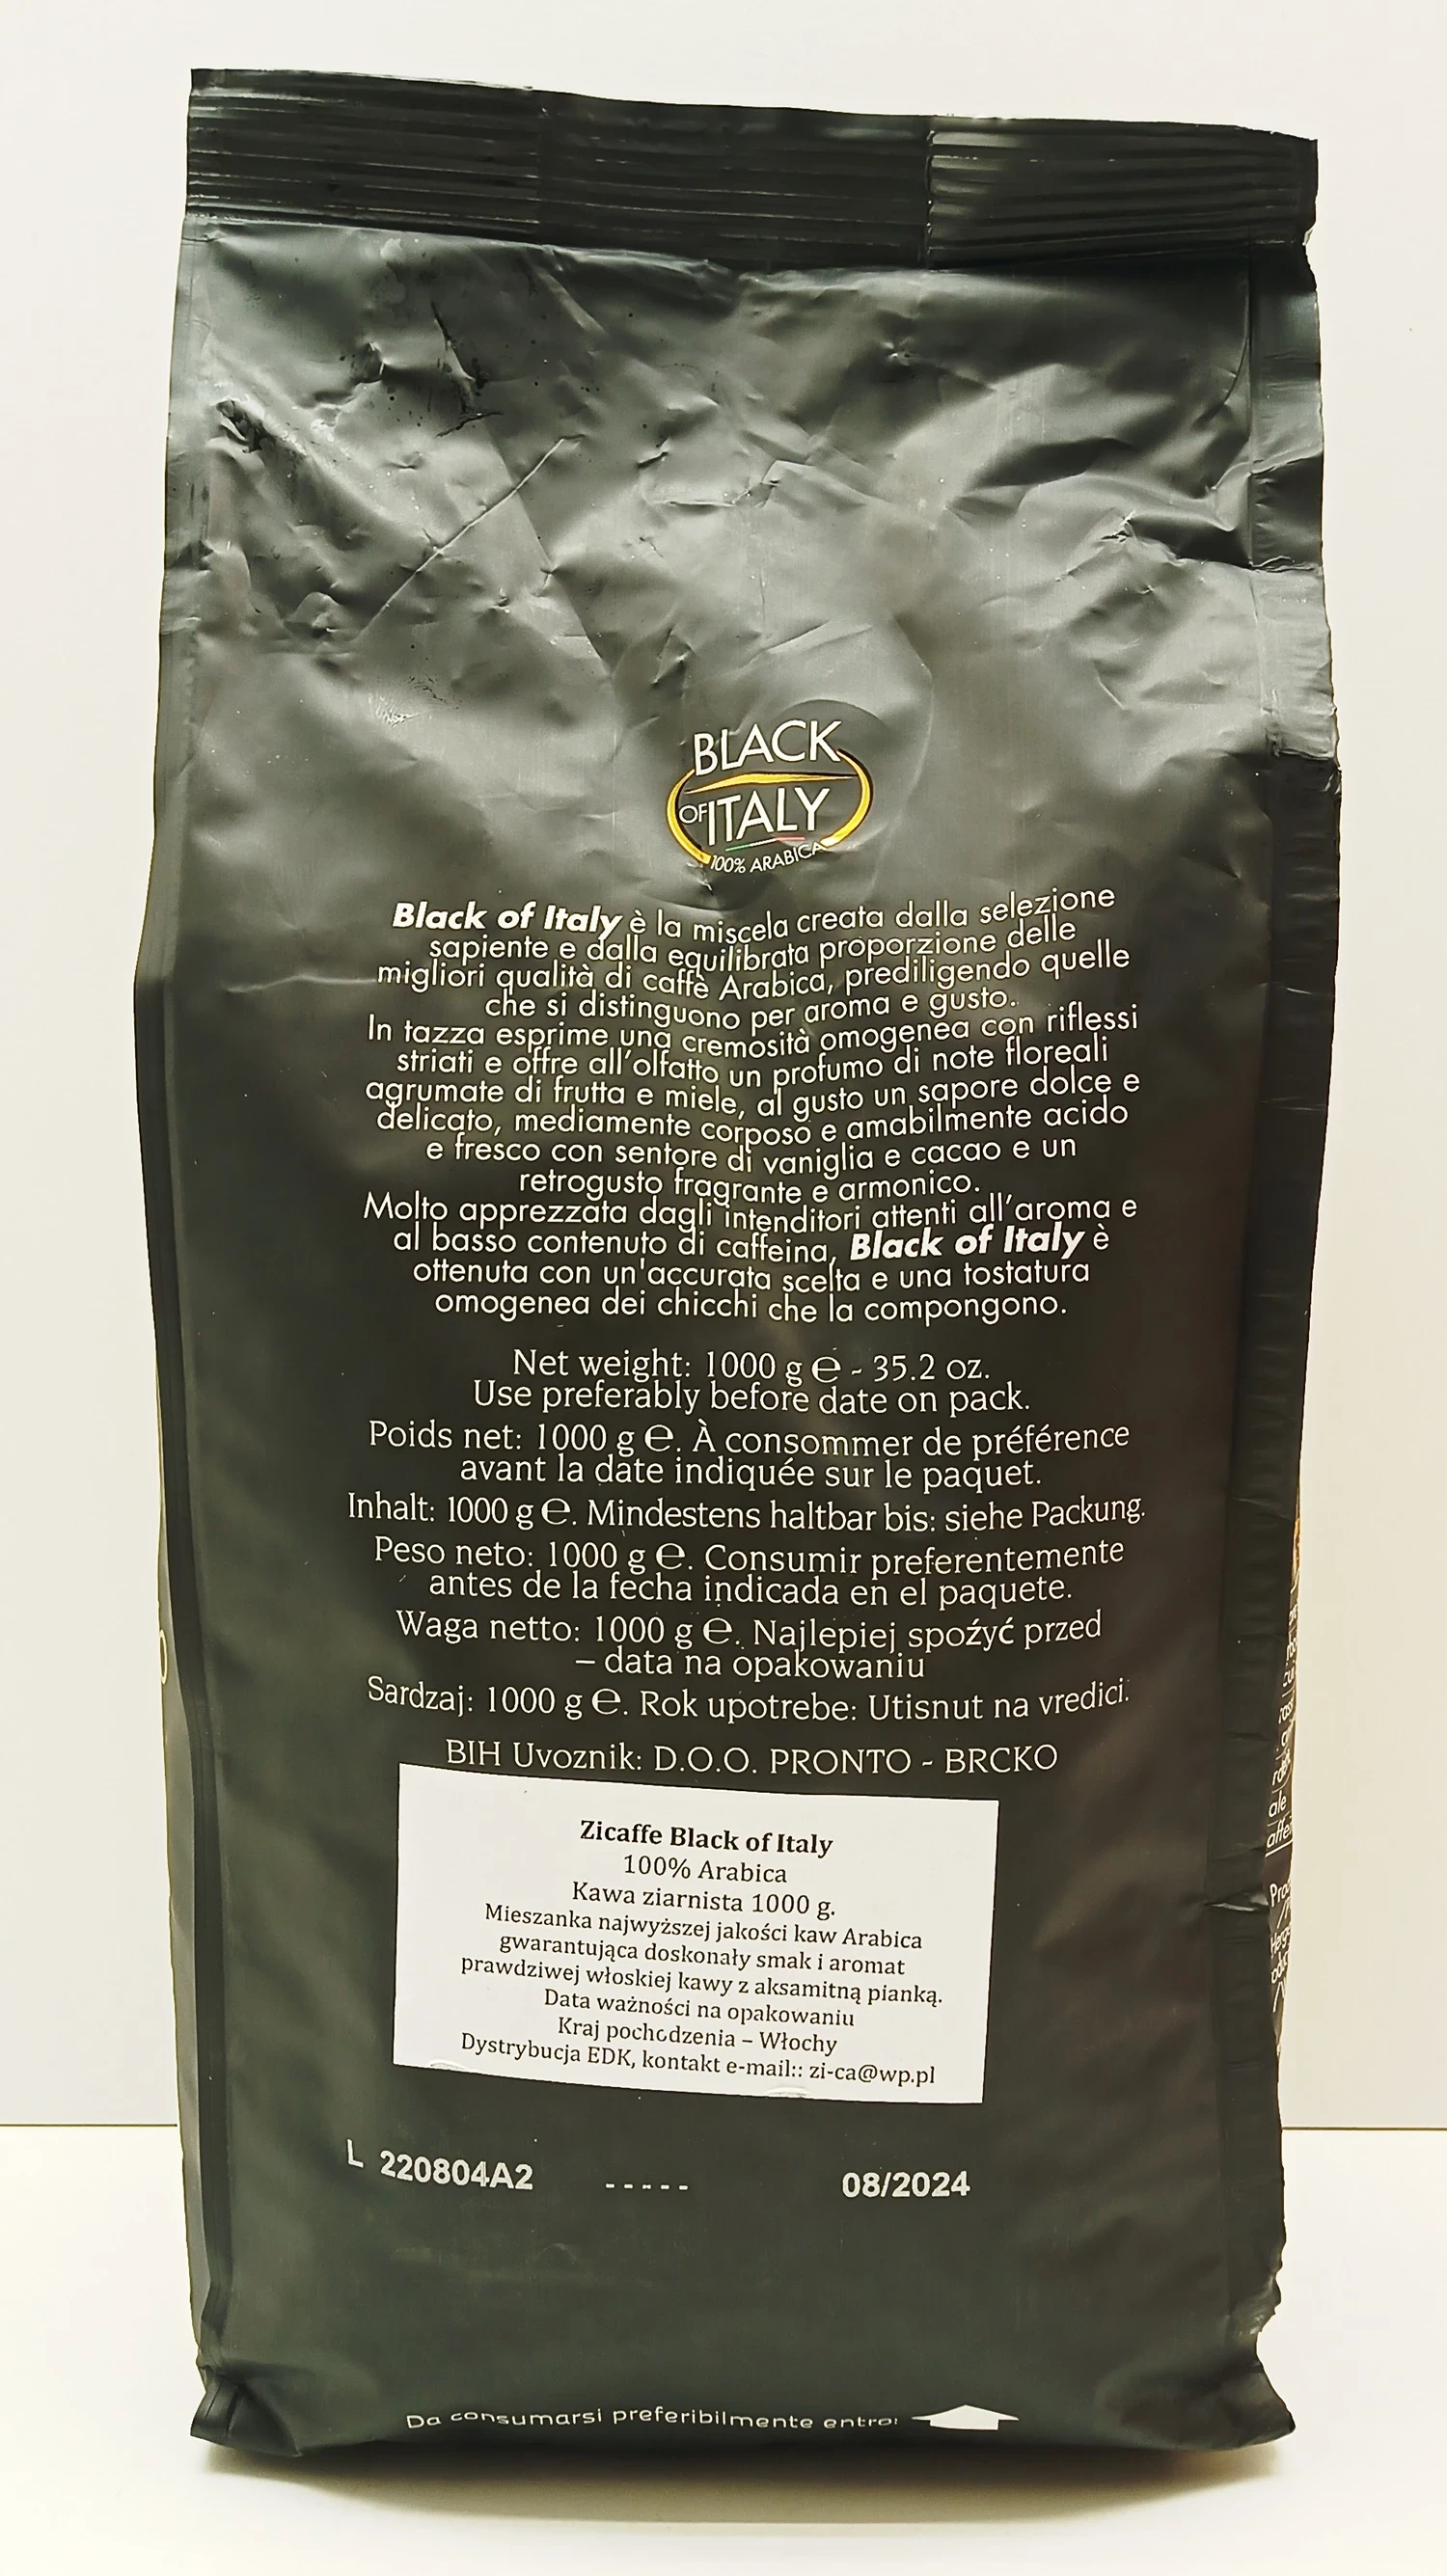 BLACK
OF ITALY
100% ARABICA
Black of Italy è la miscela creata dalla selezione
sapiente e dalla equilibrata proporzione delle
migliori qualità di caffè Arabica, prediligendo quelle
che si distinguono per aroma e gusto.
In tazza esprime una cremosità omogenea con riflessi
striati e offre all'olfatto un profumo di note floreali
agrumate di frutta e miele, al gusto un sapore dolce e
delicato, mediamente corposo e amabilmente acido
e fresco con sentore di vaniglia e cacao e un
retrogusto fragrante e armonico.
Molto apprezzata dagli intenditori attenti all'aroma e
al basso contenuto di caffeina, Black of Italy è
ottenuta con un'accurata scelta e una tostatura
omogenea dei chicchi che la compongono.
Net weight: 1000 g ℮ - 35.2 oz.
Use preferably before date on pack.
Poids net: 1000 g ℮. À consommer de préférence
avant la date indiquée sur le paquet.
Inhalt: 1000 g ℮. Mindestens haltbar bis: siehe Packung.
Peso neto: 1000 g ℮. Consumir preferentemente
antes de la fecha indicada en el paquete.
Waga netto: 1000 g ℮. Najlepiej spoźyć przed
– data na opakowaniu
Sardzaj: 1000 g ℮. Rok upotrebe: Utisnut na vredici.
BIH Uvoznik: D.O.O. PRONTO - BRCKO
Zicaffe Black of Italy
100% Arabica
Kawa ziarnista 1000 g.
Mieszanka najwyższej jakości kaw Arabica
gwarantująca doskonały smak i aromat
prawdziwej włoskiej kawy z aksamitną pianką.
Data ważności na opakowaniu
Kraj pochodzenia – Włochy
Dystrybucja EDK, kontakt e-mail:: zi-ca@wp.pl
L 220804A2 ----- 08/2024
Da consumarsi preferibilmente entro: